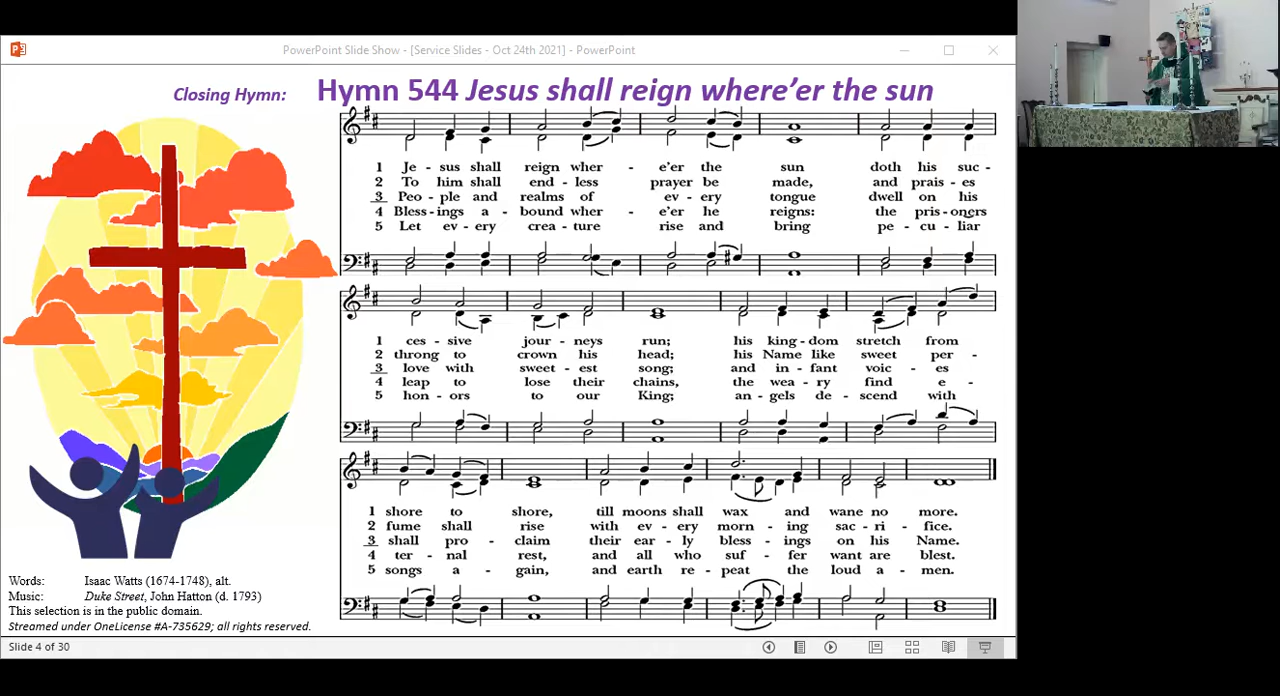 PowerPoint Slide Show - [Service Slides - Oct 24th 2021] - PowerPoint
Closing Hymn: Hymn 544 Jesus shall reign where'er the sun
1 Je - sus shall reign wher - e'er the sun doth his suc -
2 To him shall end - less prayer be made, and prais - es
3 Peo - ple and realms of ev - ery tongue dwell on his
4 Bless - ings a - bound wher - e'er he reigns: the pris - oners
5 Let ev - ery crea - ture rise and bring pe - cu - liar
1 ces - sive jour - neys run; his king - dom stretch from
2 throng to crown his head; his Name like sweet per -
3 love with sweet - est song; and in - fant voic - es
4 leap to lose their chains, the wea - ry find e -
5 hon - ors to our King; an - gels de - scend with
1 shore to shore, till moons shall wax and wane no more.
2 fume shall rise with ev - ery morn - ing sac - ri - fice.
3 shall pro - claim their ear - ly bless - ings on his Name.
4 ter - nal rest, and all who suf - fer want are blest.
5 songs a - gain, and earth re - peat the loud a - men.
Words: Isaac Watts (1674-1748), alt.
Music: Duke Street, John Hatton (d. 1793)
This selection is in the public domain.
Streamed under OneLicense #A-735629; all rights reserved.
Slide 4 of 30